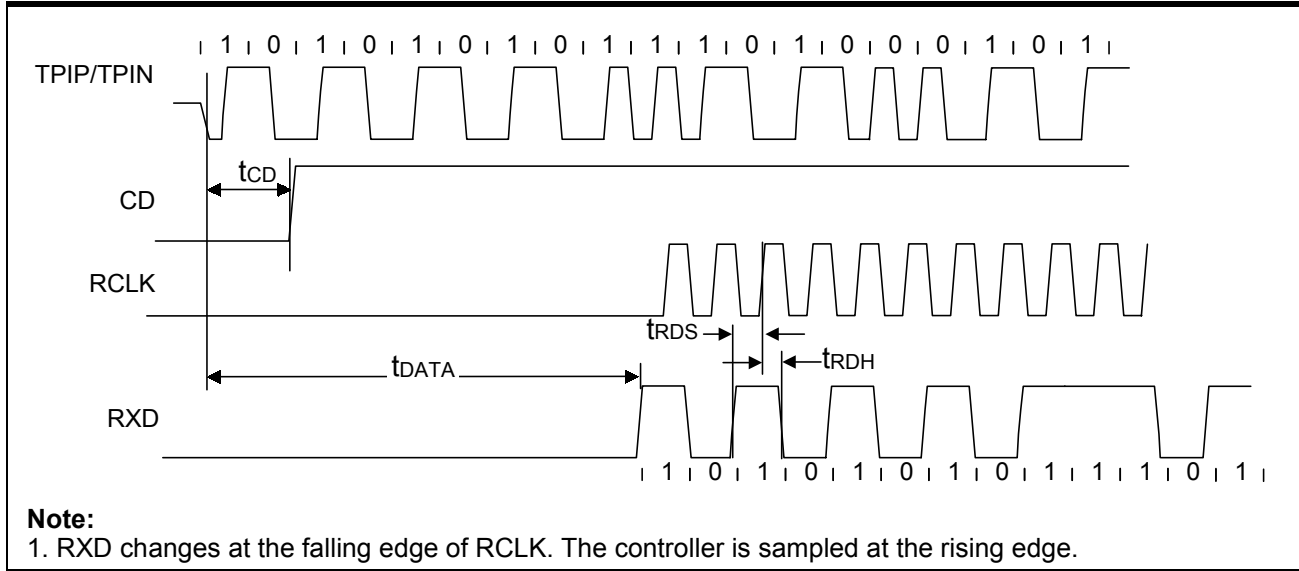 1 0 1 0 1 0 1 0 1 1 1 0 1 0 0 0 1 0 1
TPIP/TPIN
tCD
CD
RCLK
tRDS
tRDH
tDATA
RXD
1 0 1 0 1 0 1 0 1 1 1 0 1
Note:
1. RXD changes at the falling edge of RCLK. The controller is sampled at the rising edge.